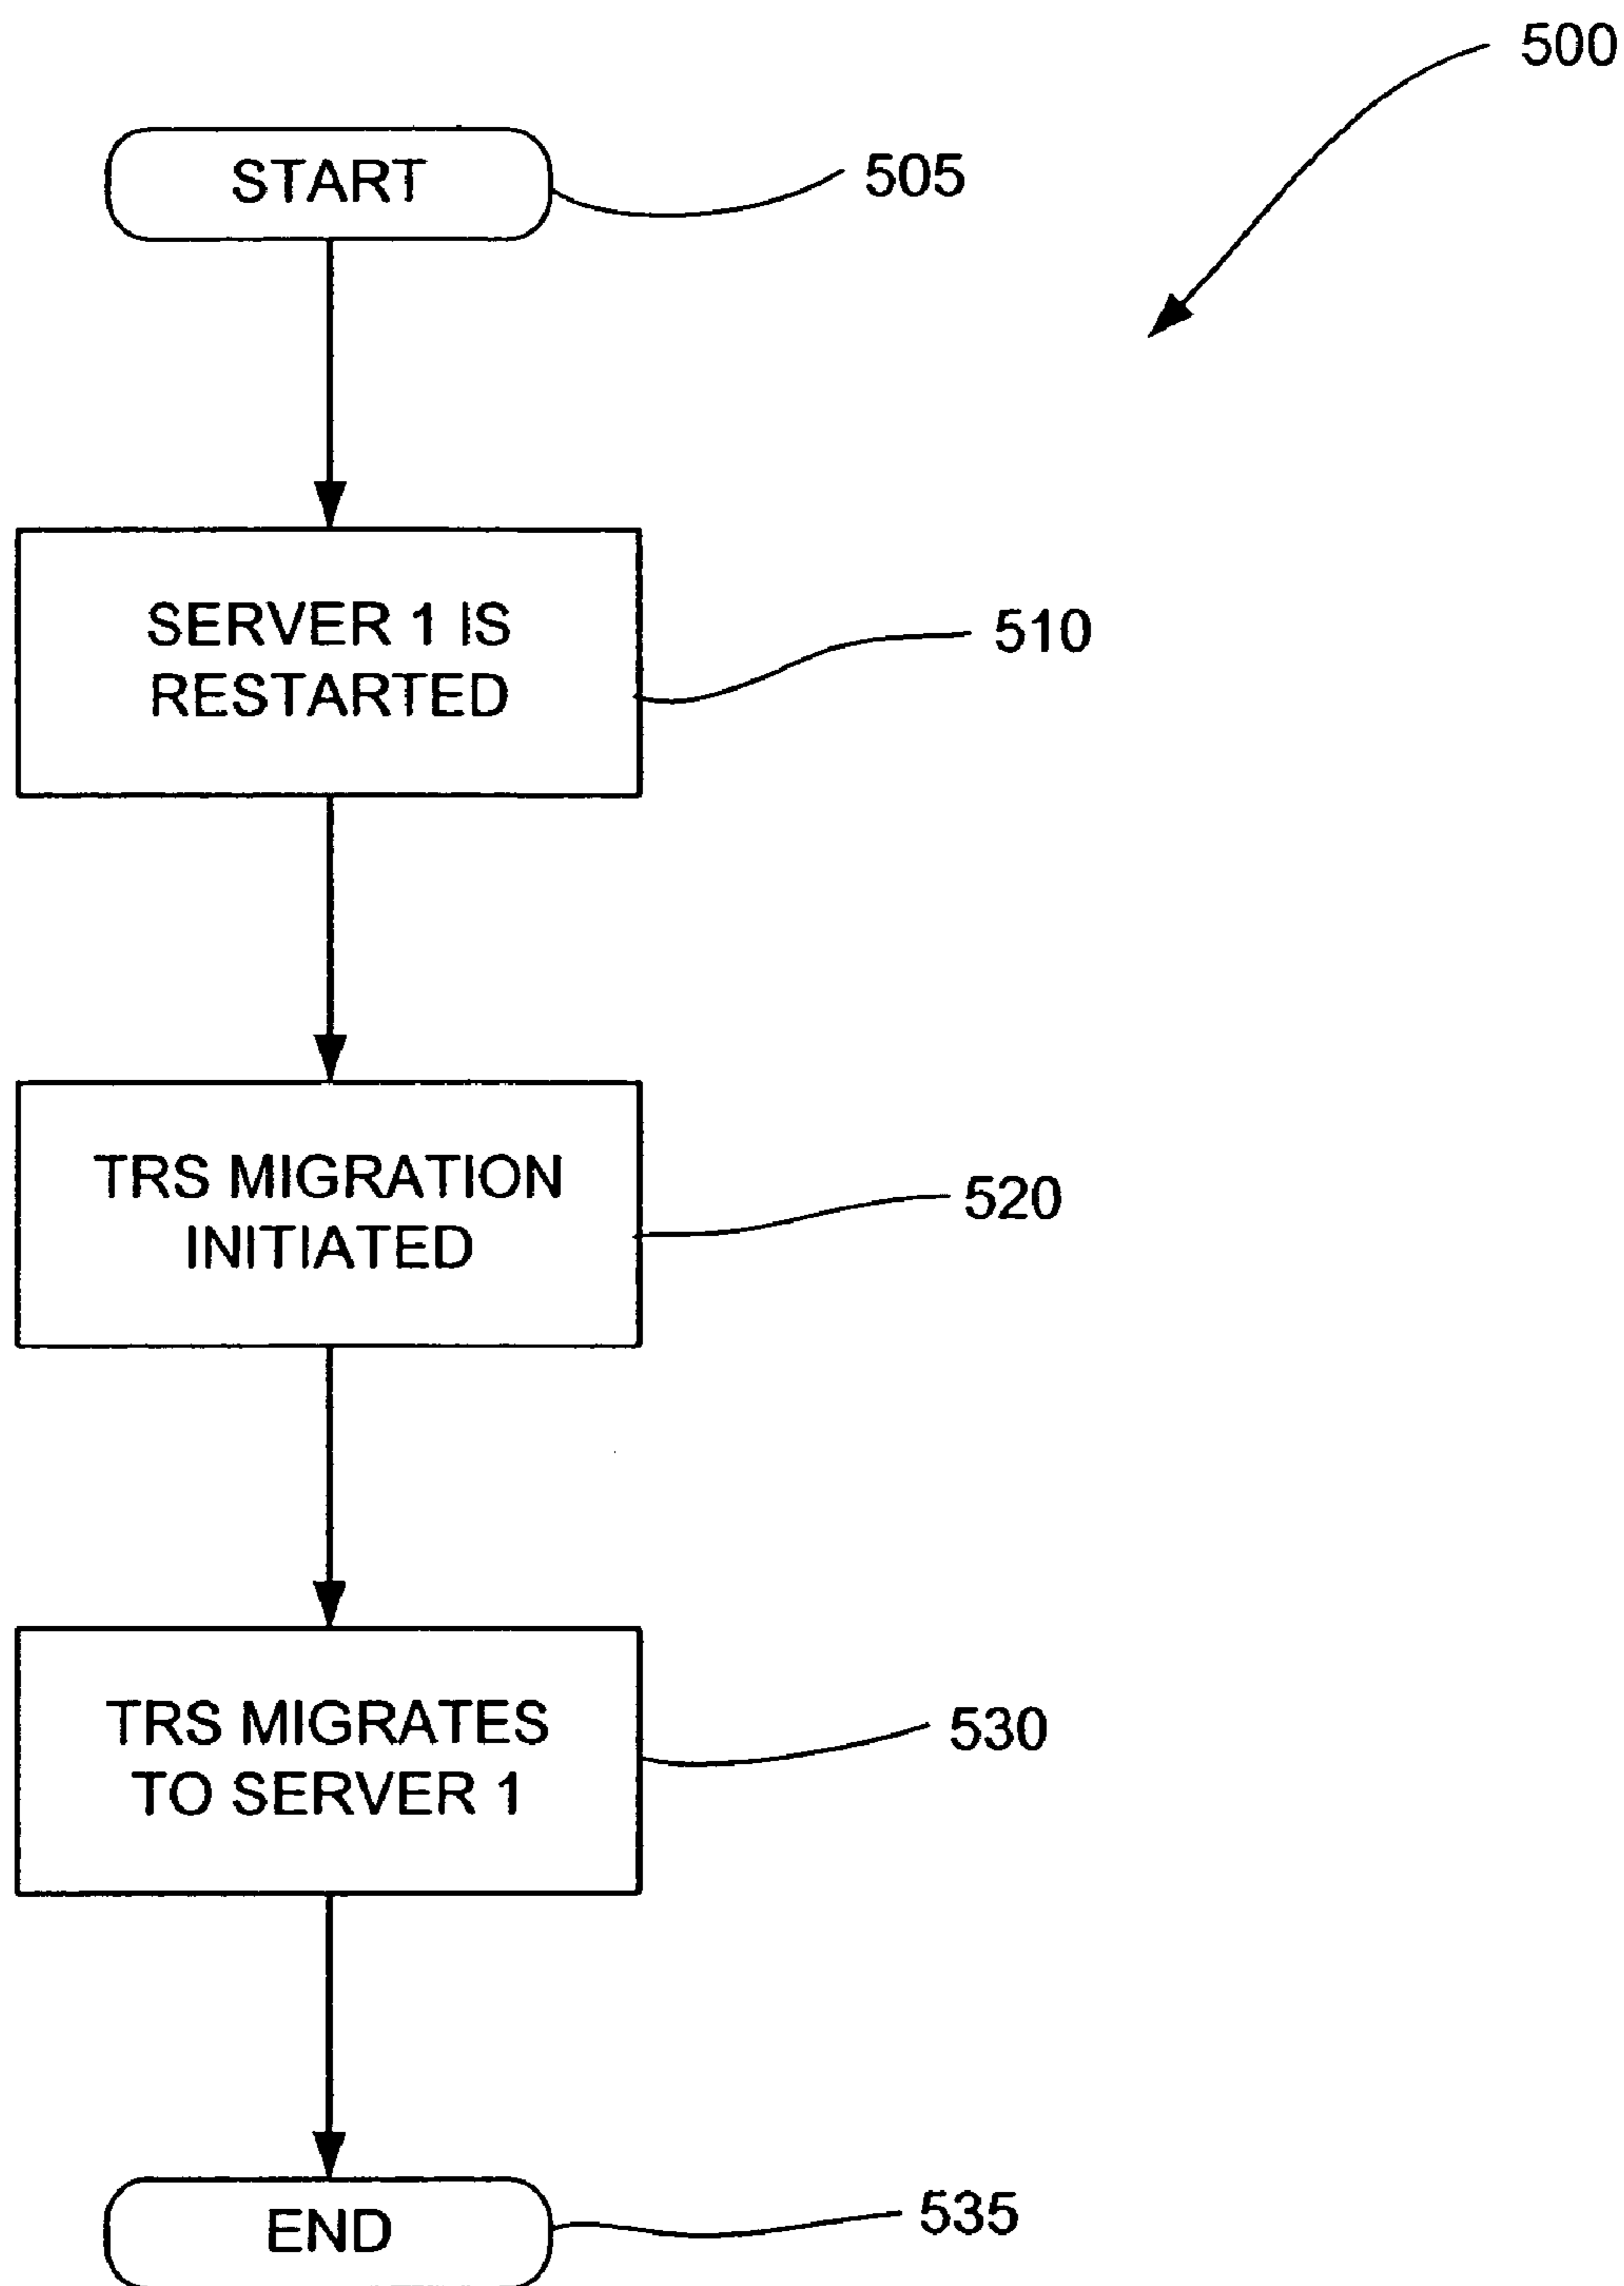 500
START
505
SERVER 1 IS
RESTARTED
510
TRS MIGRATION
INITIATED
520
TRS MIGRATES
TO SERVER 1
530
END
535